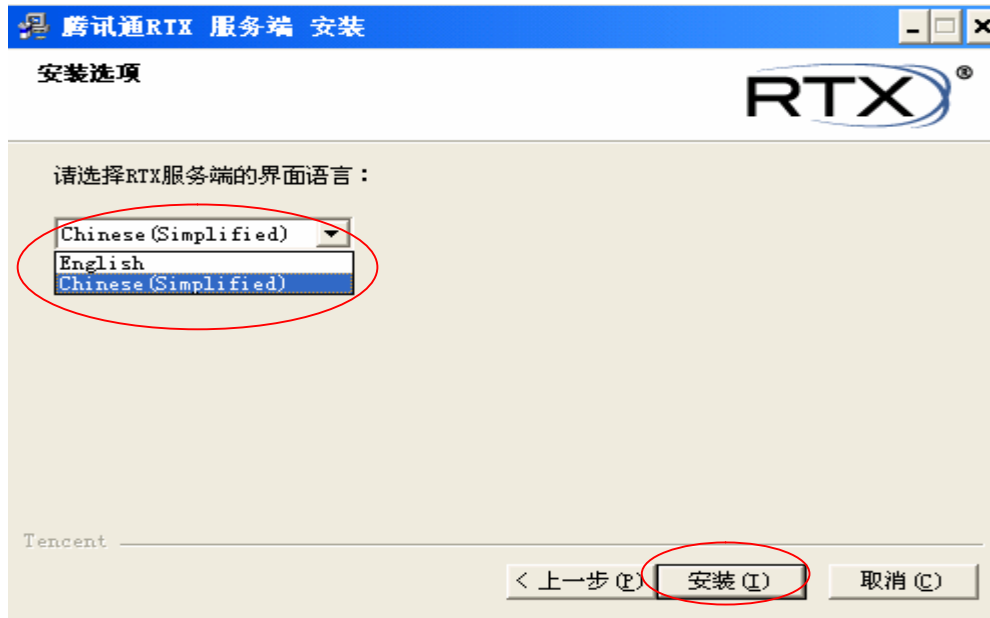 腾讯通RTX 服务端 安装
安装选项
RTX®
请选择RTX服务端的界面语言：
Chinese(Simplified)
English
Chinese(Simplified)
Tencent
< 上一步(P) 安装(I) 取消(C)